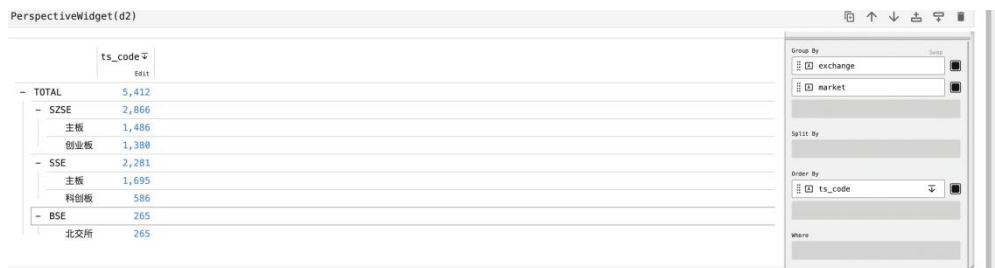 PerspectiveWidget(d2)
ts_code
Edit
− TOTAL 5,412
− SZSE 2,866
主板 1,486
创业板 1,380
− SSE 2,281
主板 1,695
科创板 586
− BSE 265
北交所 265
Group By Swap
exchange
market
Split By
Order By
ts_code
Where